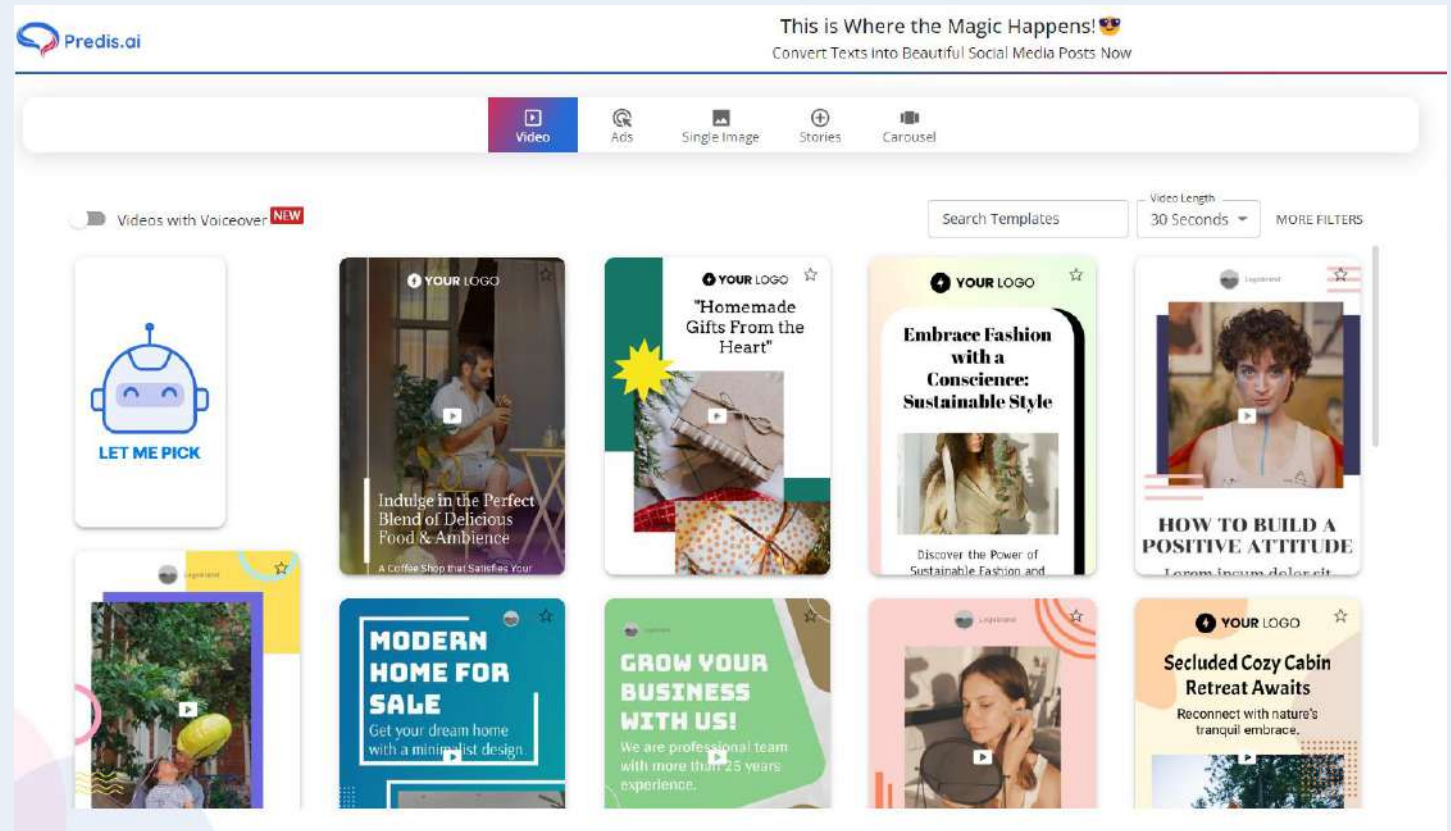 Predis.ai
This is Where the Magic Happens!😎
Convert Texts into Beautiful Social Media Posts Now
Video
Ads
Single Image
Stories
Carousel
Videos with Voiceover NEW
Search Templates
Video Length
30 Seconds
MORE FILTERS
LET ME PICK
YOUR LOGO
Indulge in the Perfect
Blend of Delicious
Food & Ambience
A Coffee Shop that Satisfies Your
YOUR LOGO
"Homemade
Gifts From the
Heart"
YOUR LOGO
Embrace Fashion
with a
Conscience:
Sustainable Style
Discover the Power of
Sustainable Fashion and
HOW TO BUILD A
POSITIVE ATTITUDE
Lorem ipsum dolor sit
MODERN
HOME FOR
SALE
Get your dream home
with a minimalist design.
GROW YOUR
BUSINESS
WITH US!
We are professional team
with more than 25 years
experience.
YOUR LOGO
Secluded Cozy Cabin
Retreat Awaits
Reconnect with nature's
tranquil embrace.